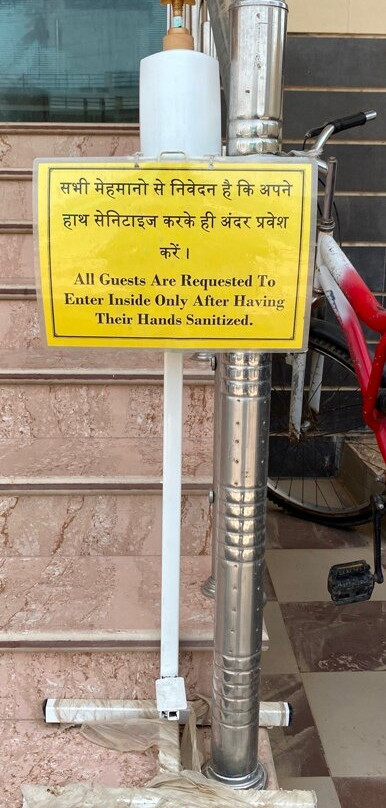 सभी मेहमानो से निवेदन है कि अपने
हाथ सेनिटाइज करके ही अंदर प्रवेश
करें ।
All Guests Are Requested To
Enter Inside Only After Having
Their Hands Sanitized.